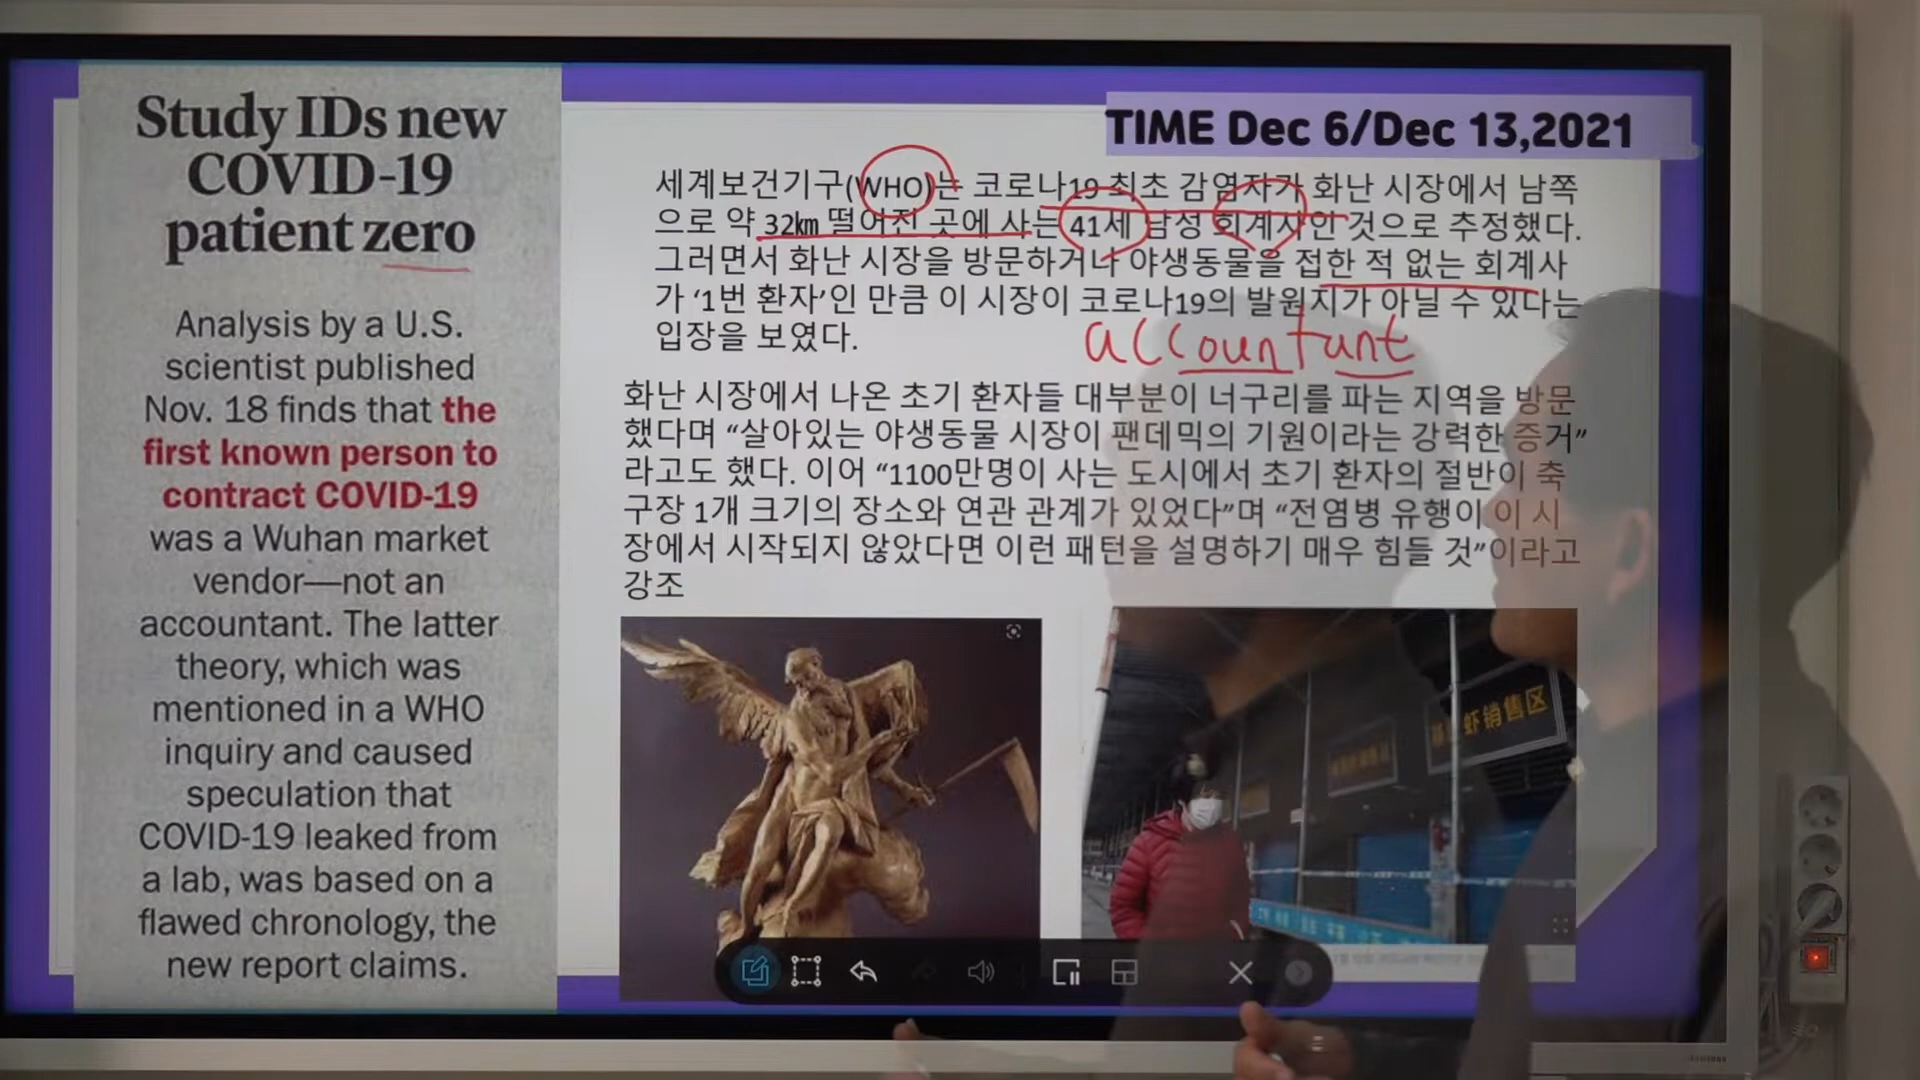 Study IDs new
COVID-19
patient zero
Analysis by a U.S.
scientist published
Nov. 18 finds that the
first known person to
contract COVID-19
was a Wuhan market
vendor—not an
accountant. The latter
theory, which was
mentioned in a WHO
inquiry and caused
speculation that
COVID-19 leaked from
a lab, was based on a
flawed chronology, the
new report claims.
TIME Dec 6/Dec 13,2021
세계보건기구(WHO)는 코로나19 최초 감염자가 화난 시장에서 남쪽
으로 약 32㎞ 떨어진 곳에 사는 41세 남성 회계사인 것으로 추정했다.
그러면서 화난 시장을 방문하거나 야생동물을 접한 적 없는 회계사
가 ‘1번 환자’인 만큼 이 시장이 코로나19의 발원지가 아닐 수 있다는
입장을 보였다.
accountant
화난 시장에서 나온 초기 환자들 대부분이 너구리를 파는 지역을 방문
했다며 “살아있는 야생동물 시장이 팬데믹의 기원이라는 강력한 증거”
라고도 했다. 이어 “1100만명이 사는 도시에서 초기 환자의 절반이 축
구장 1개 크기의 장소와 연관 관계가 있었다”며 “전염병 유행이 이 시
장에서 시작되지 않았다면 이런 패턴을 설명하기 매우 힘들 것”이라고
강조
虾销售区